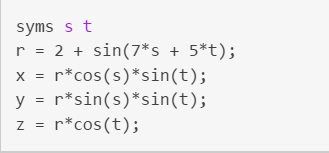 syms s t
r = 2 + sin(7*s + 5*t);
x = r*cos(s)*sin(t);
y = r*sin(s)*sin(t);
z = r*cos(t);